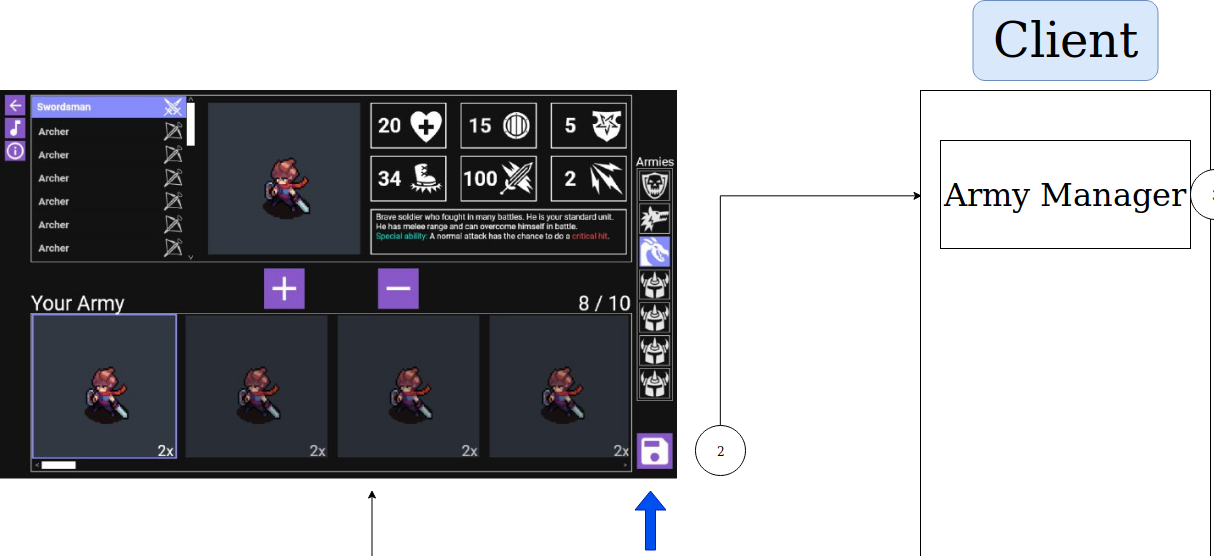 Client
Swordsman
Archer
Archer
Archer
Archer
Archer
Archer
20
15
5
34
100
2
Brave soldier who fought in many battles. He is your standard unit.
He has melee range and can overcome himself in battle.
Special ability: A normal attack has the chance to do a critical hit.
Armies
Your Army
8 / 10
2x
2x
2x
2x
2
Army Manager